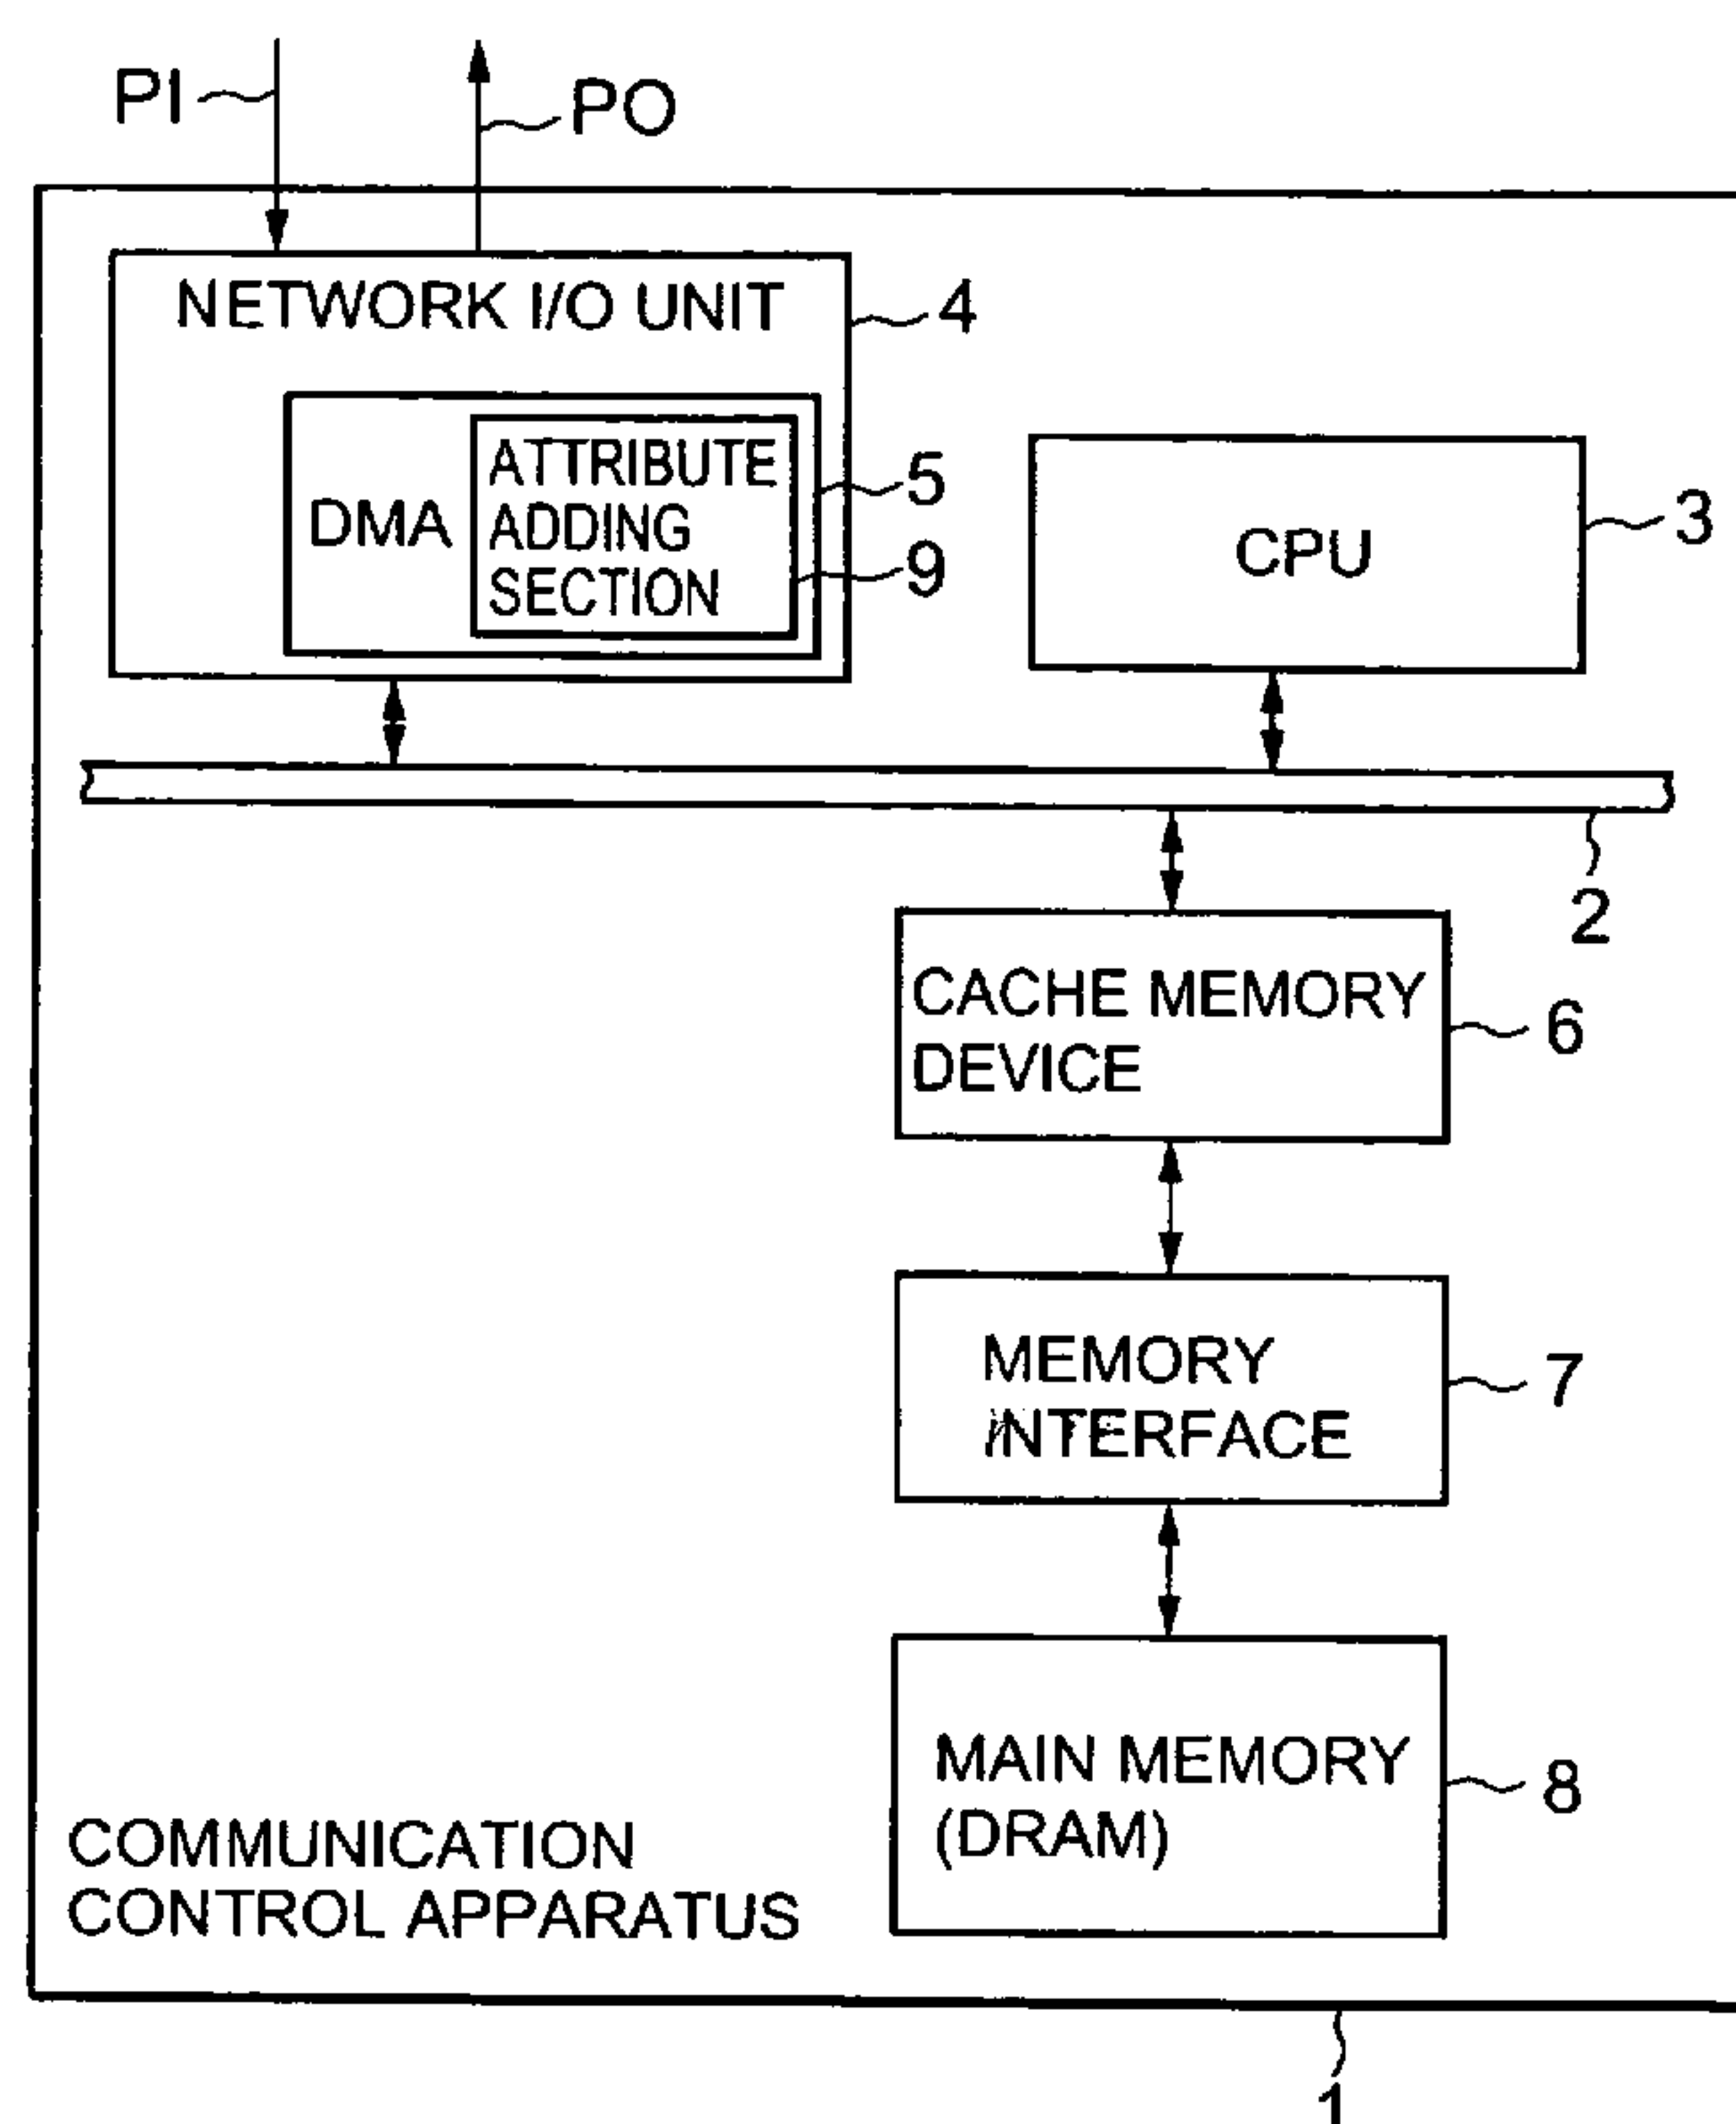 PI
PO
NETWORK I/O UNIT
4
DMA
ATTRIBUTE
ADDING
SECTION
5
9
CPU
3
2
CACHE MEMORY
DEVICE
6
MEMORY
INTERFACE
7
MAIN MEMORY
(DRAM)
8
COMMUNICATION
CONTROL APPARATUS
1